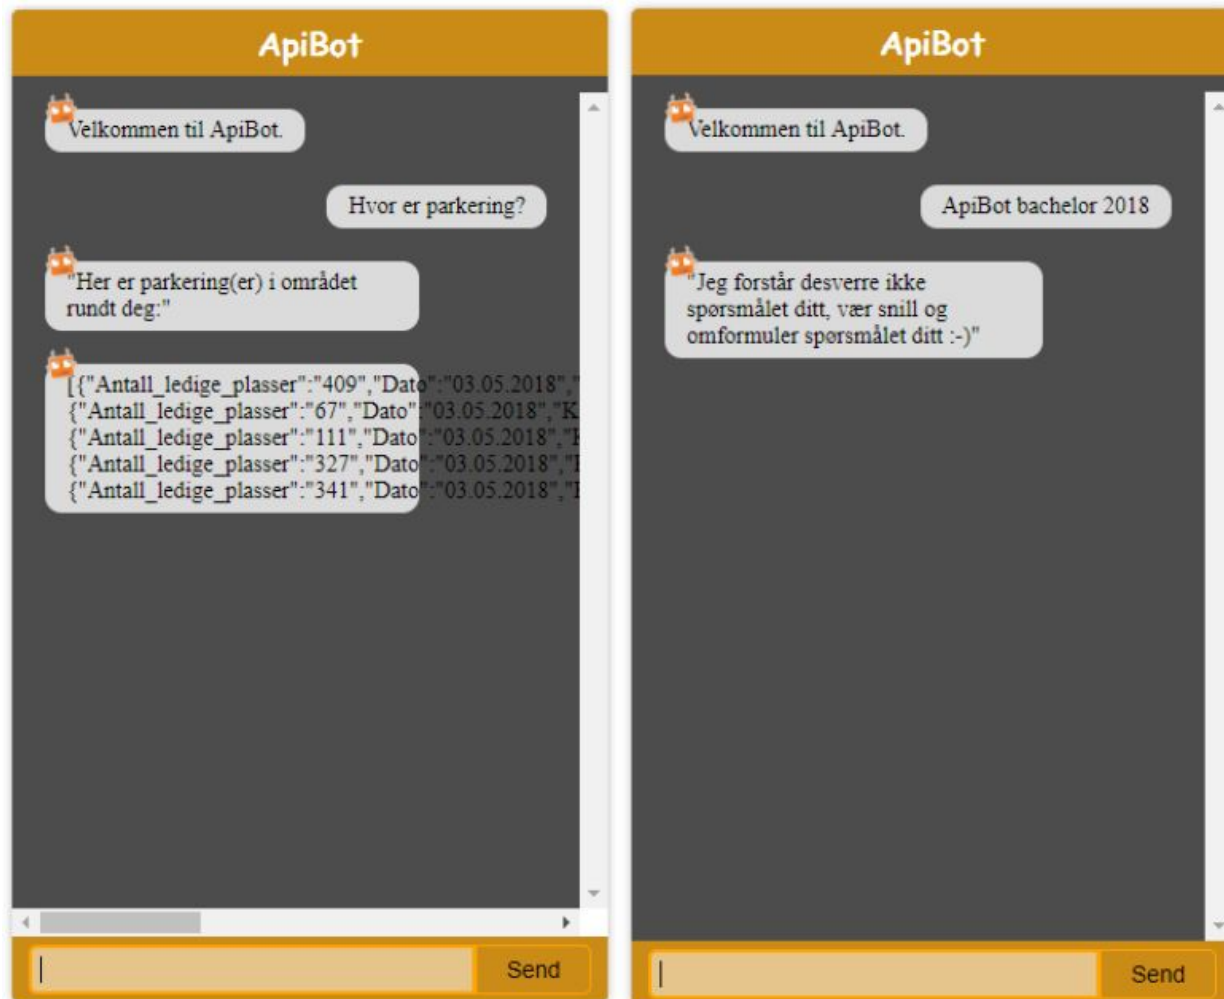 ApiBot
Velkommen til ApiBot.
Hvor er parkering?
"Her er parkering(er) i området
rundt deg:"
[{"Antall_ledige_plasser":"409","Dato":"03.05.2018","
{"Antall_ledige_plasser":"67","Dato":"03.05.2018","K
{"Antall_ledige_plasser":"111","Dato":"03.05.2018","
{"Antall_ledige_plasser":"327","Dato":"03.05.2018","
{"Antall_ledige_plasser":"341","Dato":"03.05.2018","
Send
ApiBot
Velkommen til ApiBot.
ApiBot bachelor 2018
"Jeg forstår desverre ikke
spørsmålet ditt, vær snill og
omformuler spørsmålet ditt :-)"
Send